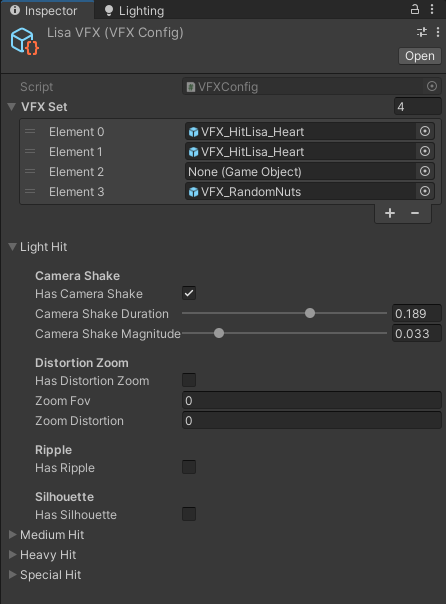 Inspector Lighting
Lisa VFX (VFX Config)
Open
Script VFXConfig
VFX Set 4
Element 0 VFX_HitLisa_Heart
Element 1 VFX_HitLisa_Heart
Element 2 None (Game Object)
Element 3 VFX_RandomNuts
+ −
Light Hit
Camera Shake
Has Camera Shake
Camera Shake Duration 0.189
Camera Shake Magnitude 0.033
Distortion Zoom
Has Distortion Zoom
Zoom Fov 0
Zoom Distortion 0
Ripple
Has Ripple
Silhouette
Has Silhouette
Medium Hit
Heavy Hit
Special Hit